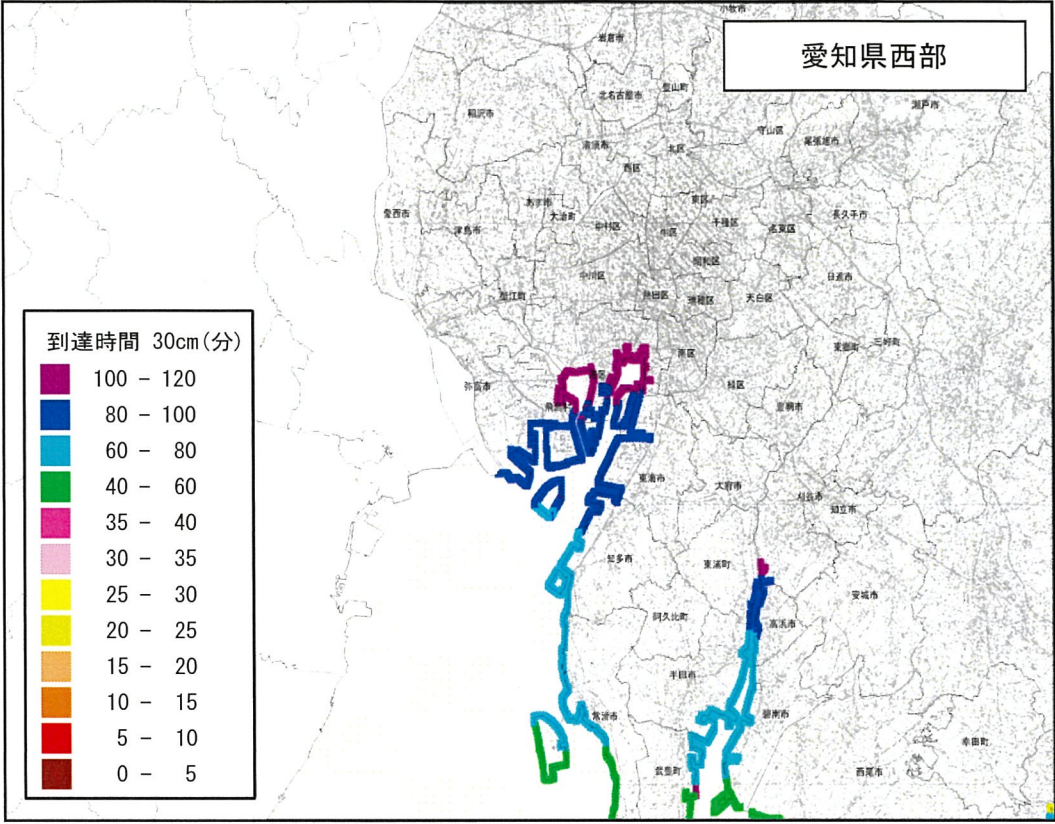 小牧市
岩倉市
愛知県西部
北名古屋市
豊山町
瀬戸市
稲沢市
守山区
尾張旭市
清須市
北区
西区
東区
あま市
大治町
愛西市
津島市
中村区
中区
千種区
名東区
長久手市
昭和区
中川区
日進市
蟹江町
熱田区
瑞穂区
天白区
東郷町
三好町
南区
港区
緑区
弥富市
飛島村
豊明市
東海市
大府市
刈谷市
知立市
知多市
東浦町
安城市
阿久比町
高浜市
半田市
常滑市
碧南市
幸田町
武豊町
西尾市
到達時間 30cm(分)
100 - 120
80 - 100
60 - 80
40 - 60
35 - 40
30 - 35
25 - 30
20 - 25
15 - 20
10 - 15
5 - 10
0 - 5